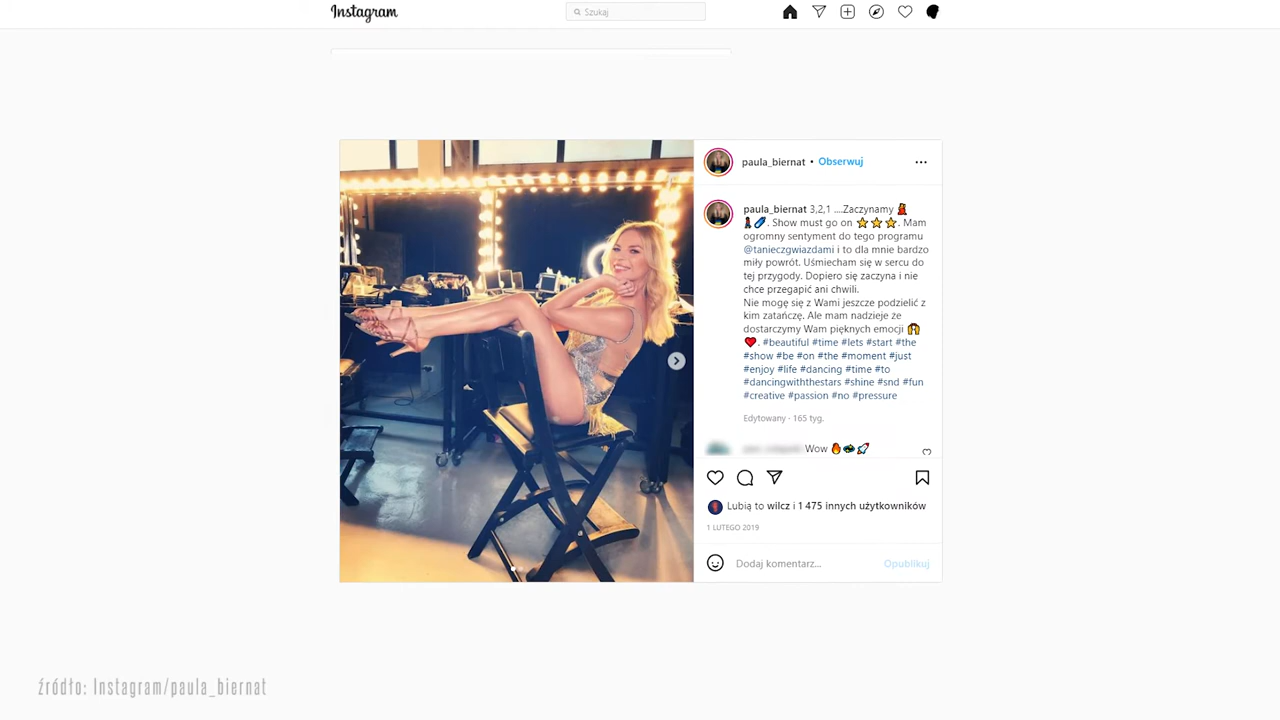 Instagram
Szukaj
paula_biernat • Obserwuj
paula_biernat 3,2,1 ....Zaczynamy
. Show must go on ⭐⭐⭐. Mam
ogromny sentyment do tego programu
@tanieczgwiazdami i to dla mnie bardzo
miły powrót. Uśmiecham się w sercu do
tej przygody. Dopiero się zaczyna i nie
chcę przegapić ani chwili.
Nie mogę się z Wami jeszcze podzielić z
kim zatańczę. Ale mam nadzieję że
dostarczymy Wam pięknych emocji
❤️. #beautiful #time #lets #start #the
#show #be #on #the #moment #just
#enjoy #life #dancing #time #to
#dancingwiththestars #shine #snd #fun
#creative #passion #no #pressure
Edytowany · 165 tyg.
Wow 🔥👁️🚀
Lubią to wilcz i 1 475 innych użytkowników
1 LUTEGO 2019
Dodaj komentarz...
Opublikuj
źródło: Instagram/paula_biernat